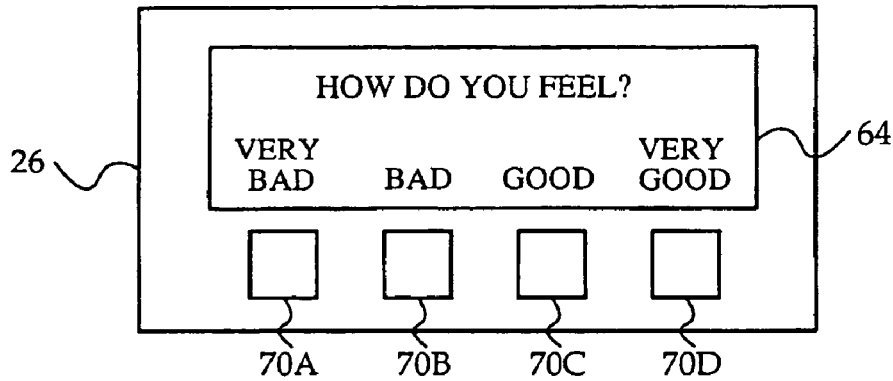 HOW DO YOU FEEL?
VERY BAD
BAD
GOOD
VERY GOOD
26
64
70A
70B
70C
70D